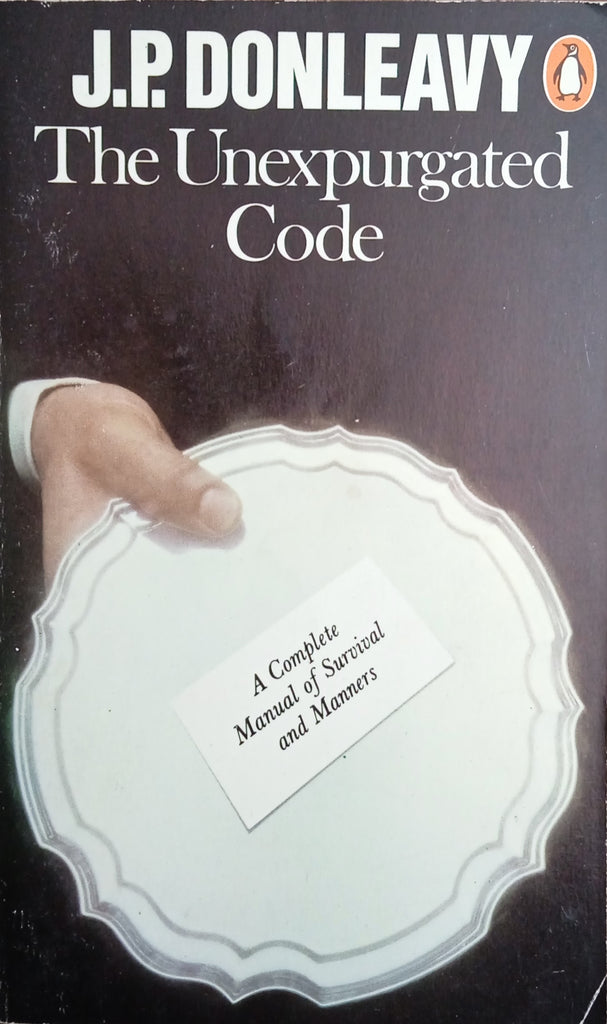 J.P. DONLEAVY
The Unexpurgated
Code
A Complete
Manual of Survival
and Manners